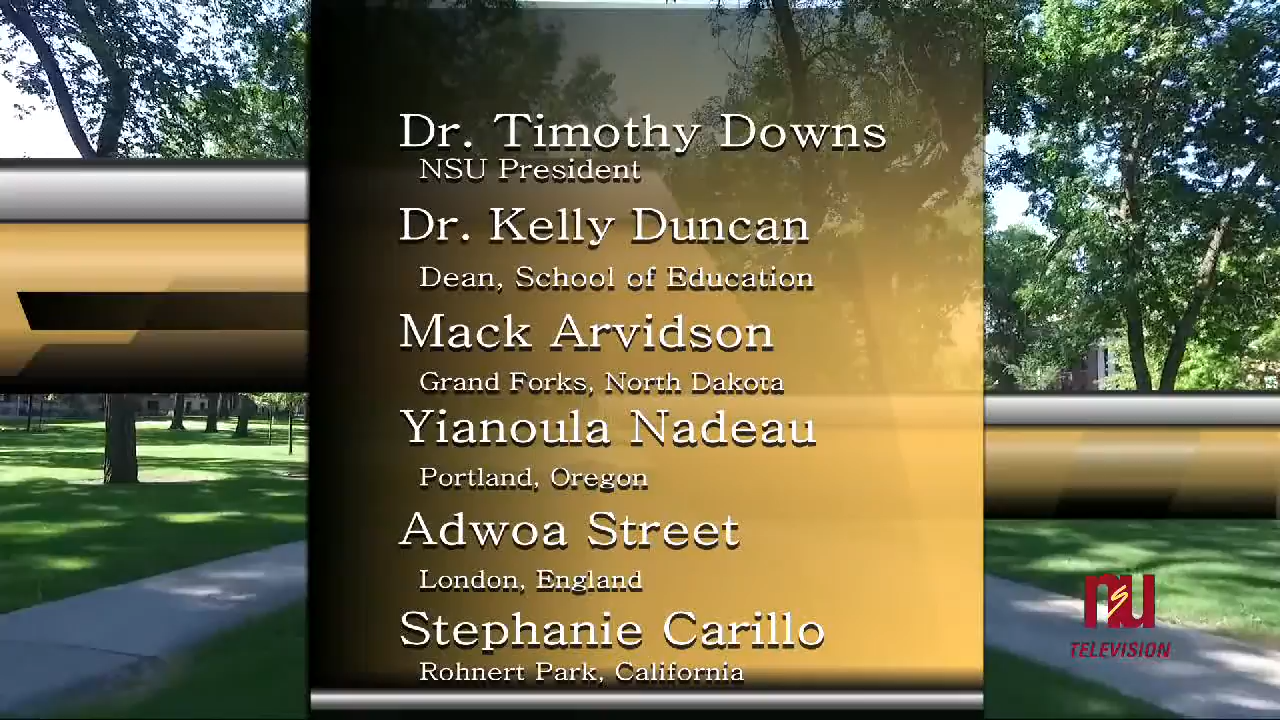 Dr. Timothy Downs
NSU President
Dr. Kelly Duncan
Dean, School of Education
Mack Arvidson
Grand Forks, North Dakota
Yianoula Nadeau
Portland, Oregon
Adwoa Street
London, England
Stephanie Carillo
Rohnert Park, California
nsu
TELEVISION